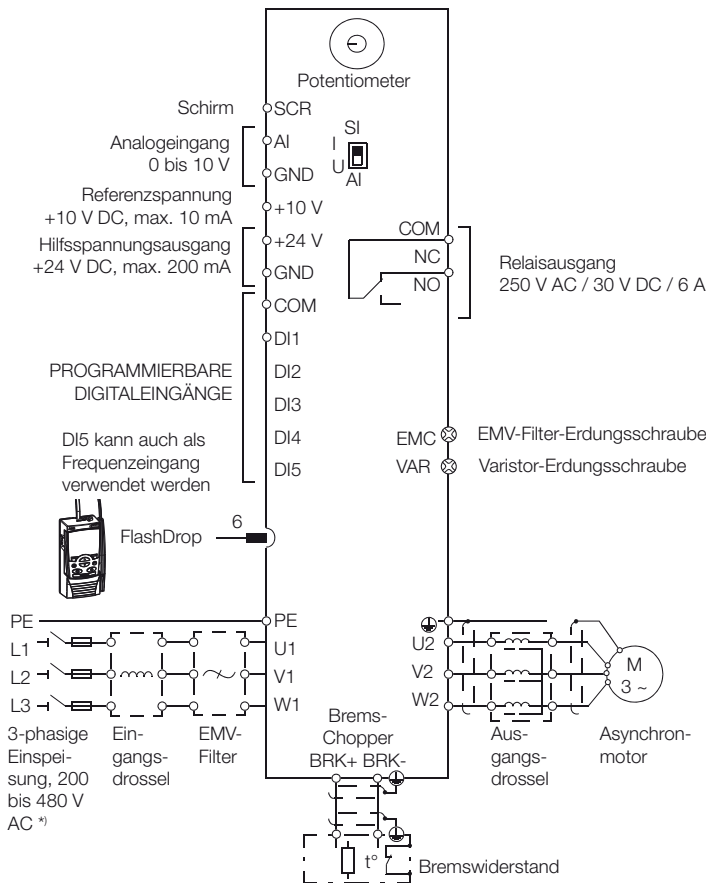 Potentiometer
Schirm
SCR
SI
Analogeingang
0 bis 10 V
AI
I
U
AI
GND
Referenzspannung
+10 V DC, max. 10 mA
+10 V
Hilfsspannungsausgang
+24 V DC, max. 200 mA
+24 V
GND
COM
NC
NO
Relaisausgang
250 V AC / 30 V DC / 6 A
COM
DI1
PROGRAMMIERBARE
DIGITALEINGÄNGE
DI2
DI3
DI4
DI5
DI5 kann auch als
Frequenzeingang
verwendet werden
EMC
EMV-Filter-Erdungsschraube
VAR
Varistor-Erdungsschraube
FlashDrop
6
PE
PE
L1
U1
U2
L2
V1
V2
L3
W1
W2
M
3 ~
3-phasige
Einspei-
sung, 200
bis 480 V
AC *)
Ein-
gangs-
drossel
EMV-
Filter
Brems-
Chopper
BRK+ BRK-
Aus-
gangs-
drossel
Asynchron-
motor
t°
Bremswiderstand